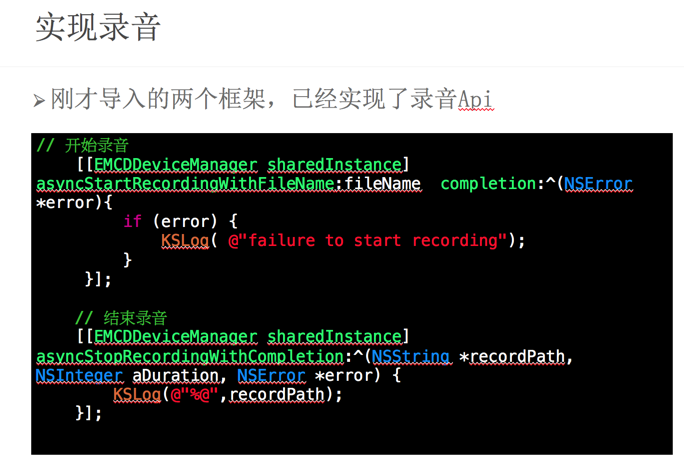 实现录音
➢刚才导入的两个框架，已经实现了录音Api
// 开始录音
[[EMCDDeviceManager sharedInstance]
asyncStartRecordingWithFileName:fileName completion:^(NSError
*error){
if (error) {
KSLog( @"failure to start recording");
}
}];
// 结束录音
[[EMCDDeviceManager sharedInstance]
asyncStopRecordingWithCompletion:^(NSString *recordPath,
NSInteger aDuration, NSError *error) {
KSLog(@"%@",recordPath);
}];